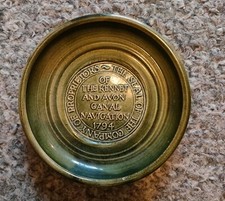 THE SEAL OF THE COMPANY OF PROPRIETORS
OF
THE KENNET
AND AVON
CANAL
NAVIGATION
1794